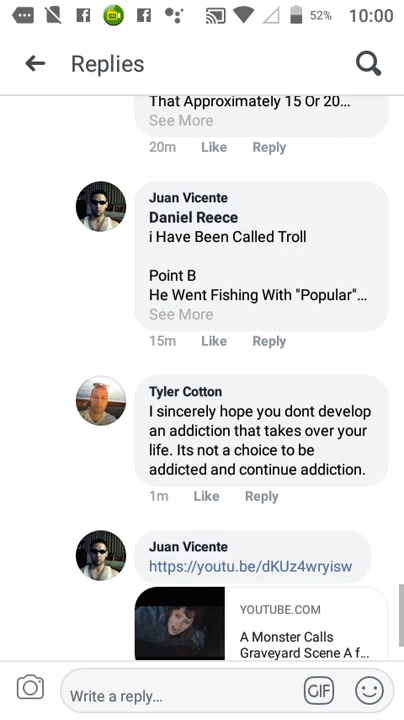 52% 10:00
Replies
That Approximately 15 Or 20...
See More
20m Like Reply
Juan Vicente
Daniel Reece
i Have Been Called Troll
Point B
He Went Fishing With "Popular"...
See More
15m Like Reply
Tyler Cotton
I sincerely hope you dont develop
an addiction that takes over your
life. Its not a choice to be
addicted and continue addiction.
1m Like Reply
Juan Vicente
https://youtu.be/dKUz4wryisw
YOUTUBE.COM
A Monster Calls
Graveyard Scene A f...
Write a reply...
GIF